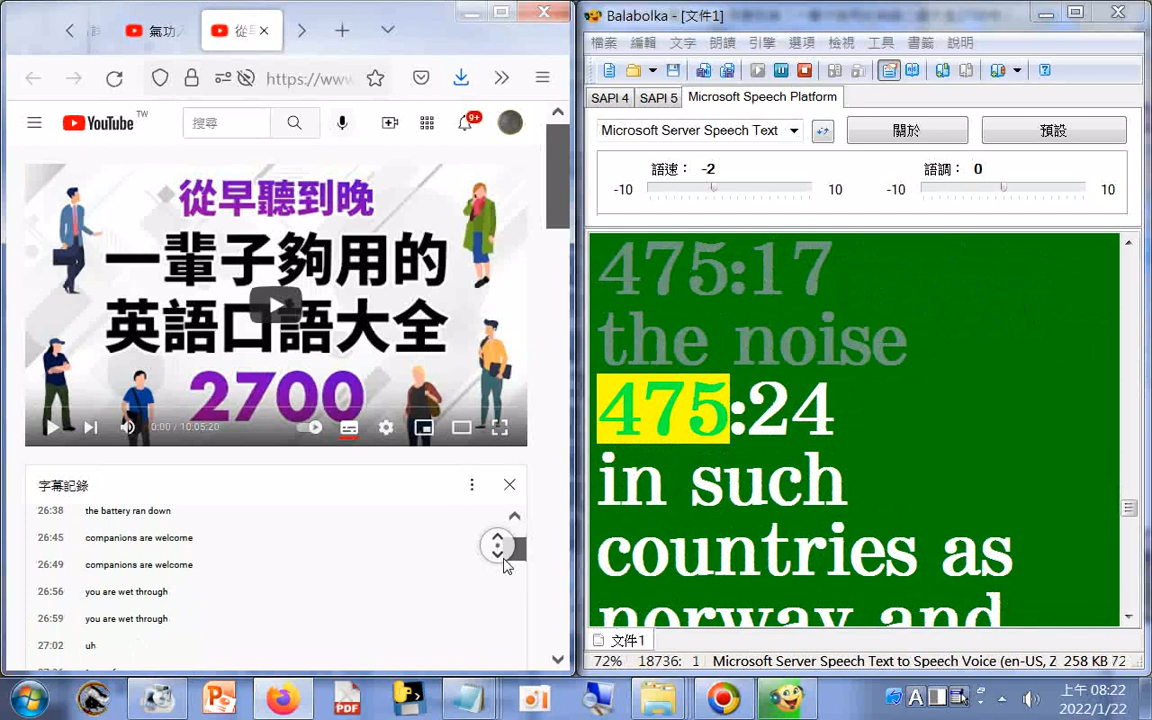 氣功
從
https://www
YouTube TW
搜尋
9+
從早聽到晚
一輩子夠用的
英語口語大全
2700
0:00 / 10:05:20
字幕記錄
26:38 the battery ran down
26:45 companions are welcome
26:49 companions are welcome
26:56 you are wet through
26:59 you are wet through
27:02 uh
Balabolka - [文件1]
檔案 編輯 文字 朗讀 引擎 選項 檢視 工具 書籤 說明
SAPI 4 SAPI 5 Microsoft Speech Platform
Microsoft Server Speech Text 關於 預設
語速： -2 語調： 0
-10 10 -10 10
475:17
the noise
475:24
in such
countries as
norway and
文件1
72% 18736: 1 Microsoft Server Speech Text to Speech Voice (en-US, Z 258 KB 72
PDF
A
上午 08:22
2022/1/22